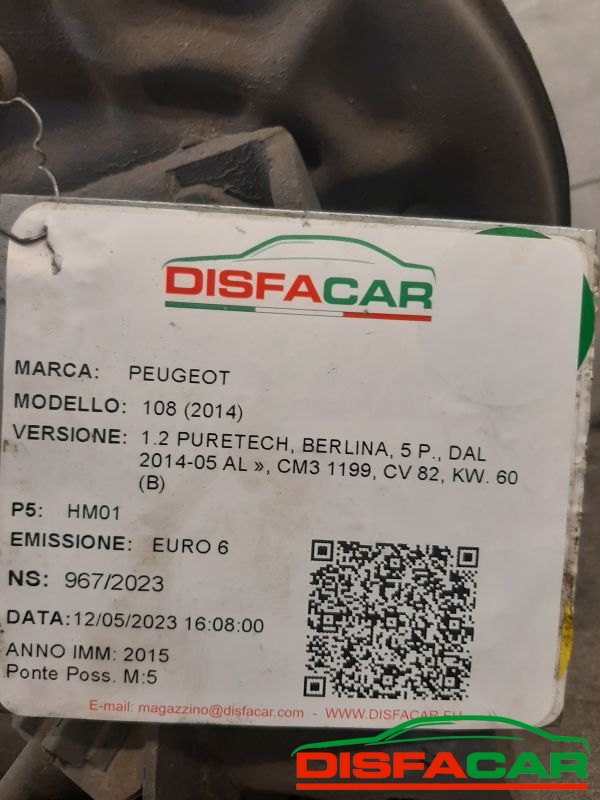 DISFACAR
MARCA: PEUGEOT
MODELLO: 108 (2014)
VERSIONE: 1.2 PURETECH, BERLINA, 5 P., DAL
2014-05 AL », CM3 1199, CV 82, KW. 60
(B)
P5: HM01
EMISSIONE: EURO 6
NS: 967/2023
DATA:12/05/2023 16:08:00
ANNO IMM: 2015
Ponte Poss. M:5
E-mail: magazzino@disfacar.com - WWW.DISFACAR.EU
DISFACAR